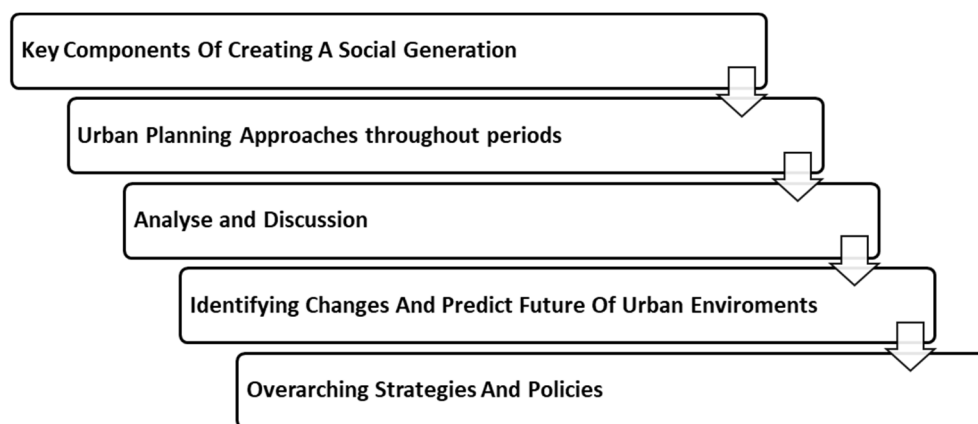 Key Components Of Creating A Social Generation
Urban Planning Approaches throughout periods
Analyse and Discussion
Identifying Changes And Predict Future Of Urban Enviroments
Overarching Strategies And Policies